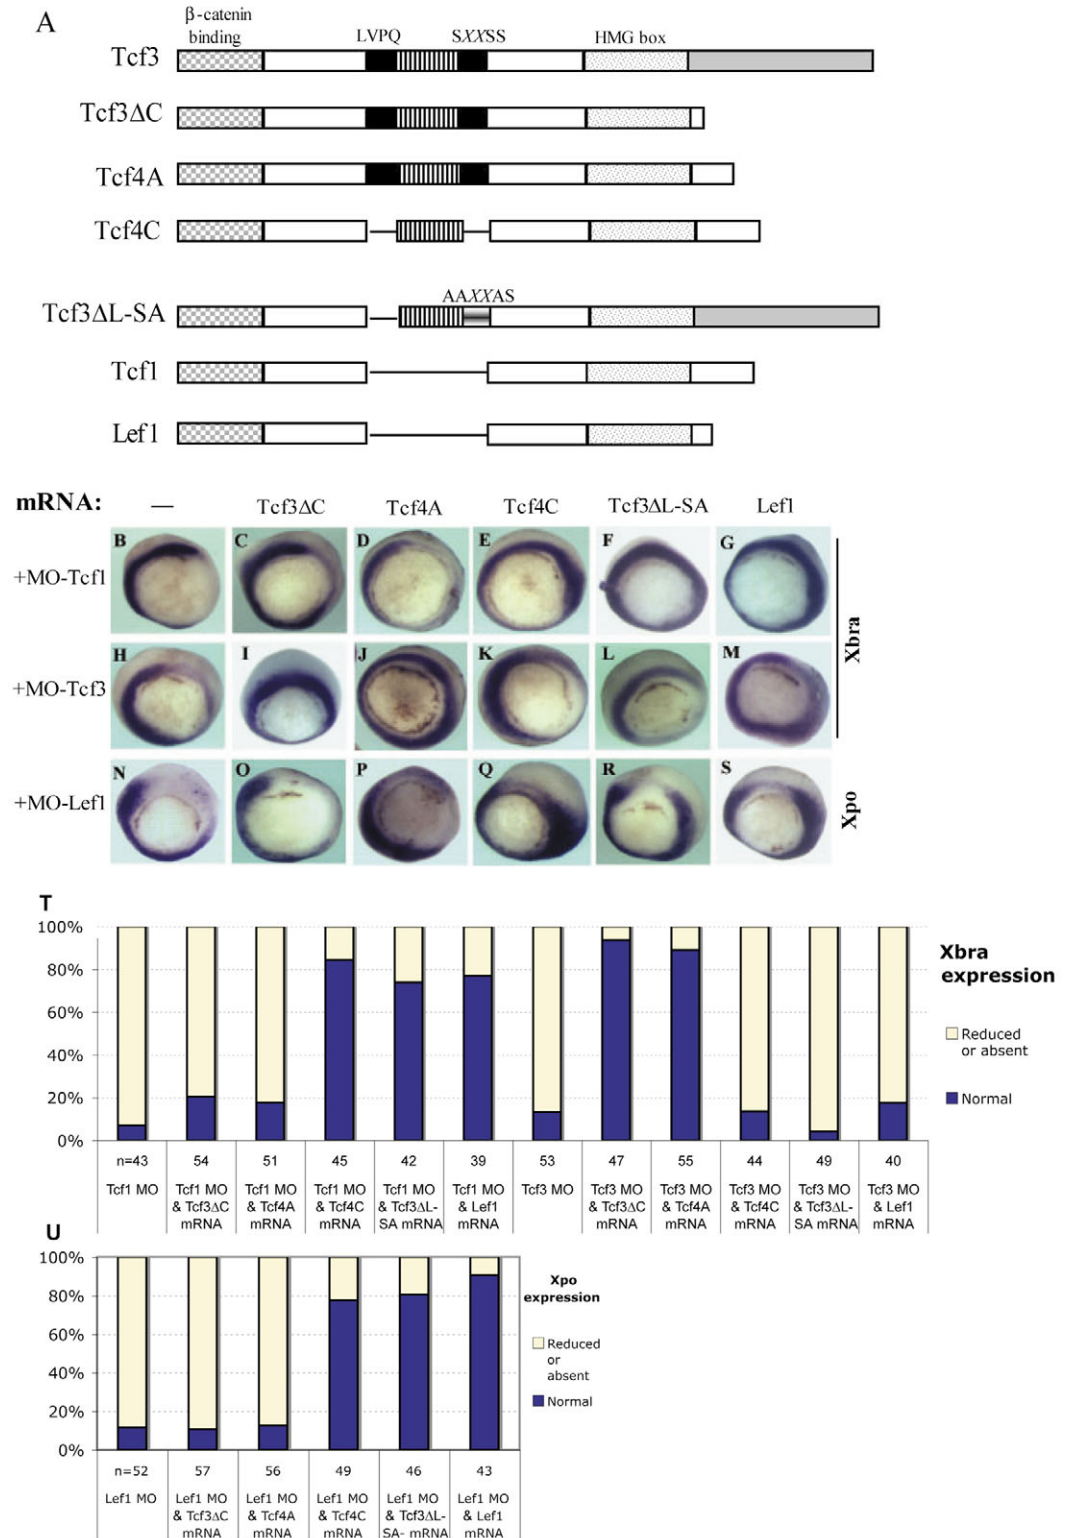 A
β-catenin
binding
LVPQ
SXXSS
HMG box
Tcf3
Tcf3ΔC
Tcf4A
Tcf4C
AAXXAS
Tcf3ΔL-SA
Tcf1
Lef1
mRNA: — Tcf3ΔC Tcf4A Tcf4C Tcf3ΔL-SA Lef1
+MO-Tcf1 B C D E F G
+MO-Tcf3 H I J K L M
Xbra
+MO-Lef1 N O P Q R S
Xpo
T
100%
80%
60%
40%
20%
0%
Xbra
expression
Reduced
or absent
Normal
n=43 54 51 45 42 39 53 47 55 44 49 40
Tcf1 MO Tcf1 MO Tcf1 MO Tcf1 MO Tcf1 MO Tcf1 MO Tcf3 MO Tcf3 MO Tcf3 MO Tcf3 MO Tcf3 MO Tcf3 MO
& Tcf3ΔC & Tcf4A & Tcf4C & Tcf3ΔL- & Lef1 & Tcf3ΔC & Tcf4A & Tcf4C & Tcf3ΔL- & Lef1
mRNA mRNA mRNA SA mRNA mRNA mRNA mRNA mRNA SA mRNA mRNA
U
100%
80%
60%
40%
20%
0%
Xpo
expression
Reduced
or
absent
Normal
n=52 57 56 49 46 43
Lef1 MO Lef1 MO Lef1 MO Lef1 MO Lef1 MO Lef1 MO
& Tcf3ΔC & Tcf4A & Tcf4C & Tcf3ΔL- & Lef1
mRNA mRNA mRNA SA- mRNA mRNA